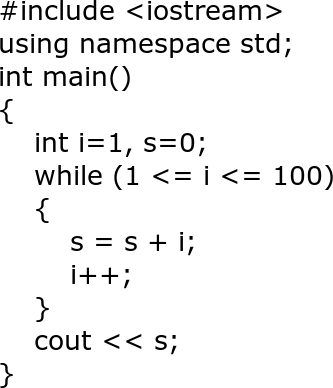 #include <iostream>
using namespace std;
int main()
{
    int i=1, s=0;
    while (1 <= i <= 100)
    {
        s = s + i;
        i++;
    }
    cout << s;
}